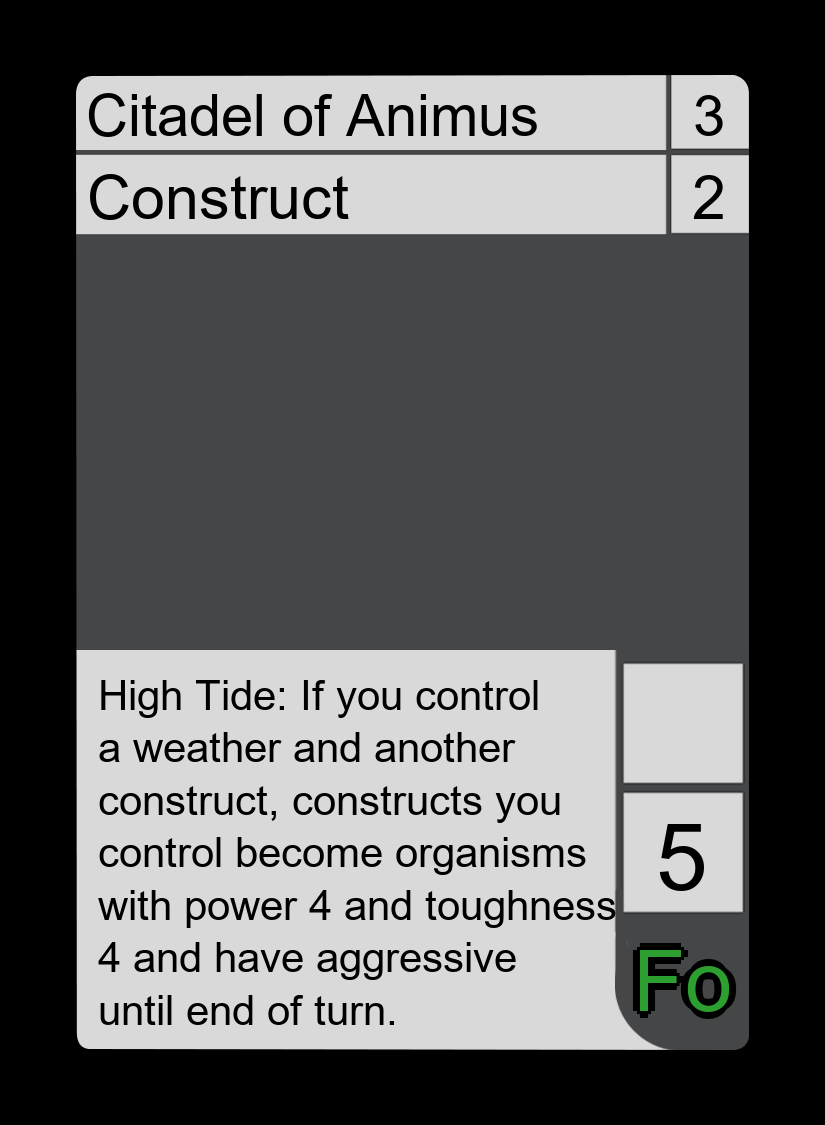 Citadel of Animus 3
Construct 2
High Tide: If you control
a weather and another
construct, constructs you
control become organisms
with power 4 and toughness
4 and have aggressive
until end of turn.
5
Fo